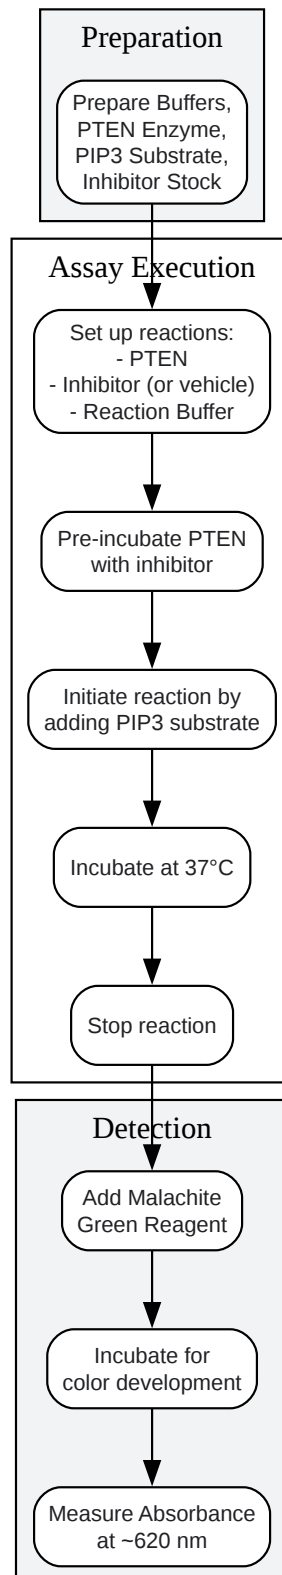 Preparation
Prepare Buffers,
PTEN Enzyme,
PIP3 Substrate,
Inhibitor Stock
Assay Execution
Set up reactions:
- PTEN
- Inhibitor (or vehicle)
- Reaction Buffer
Pre-incubate PTEN
with inhibitor
Initiate reaction by
adding PIP3 substrate
Incubate at 37°C
Stop reaction
Detection
Add Malachite
Green Reagent
Incubate for
color development
Measure Absorbance
at ~620 nm